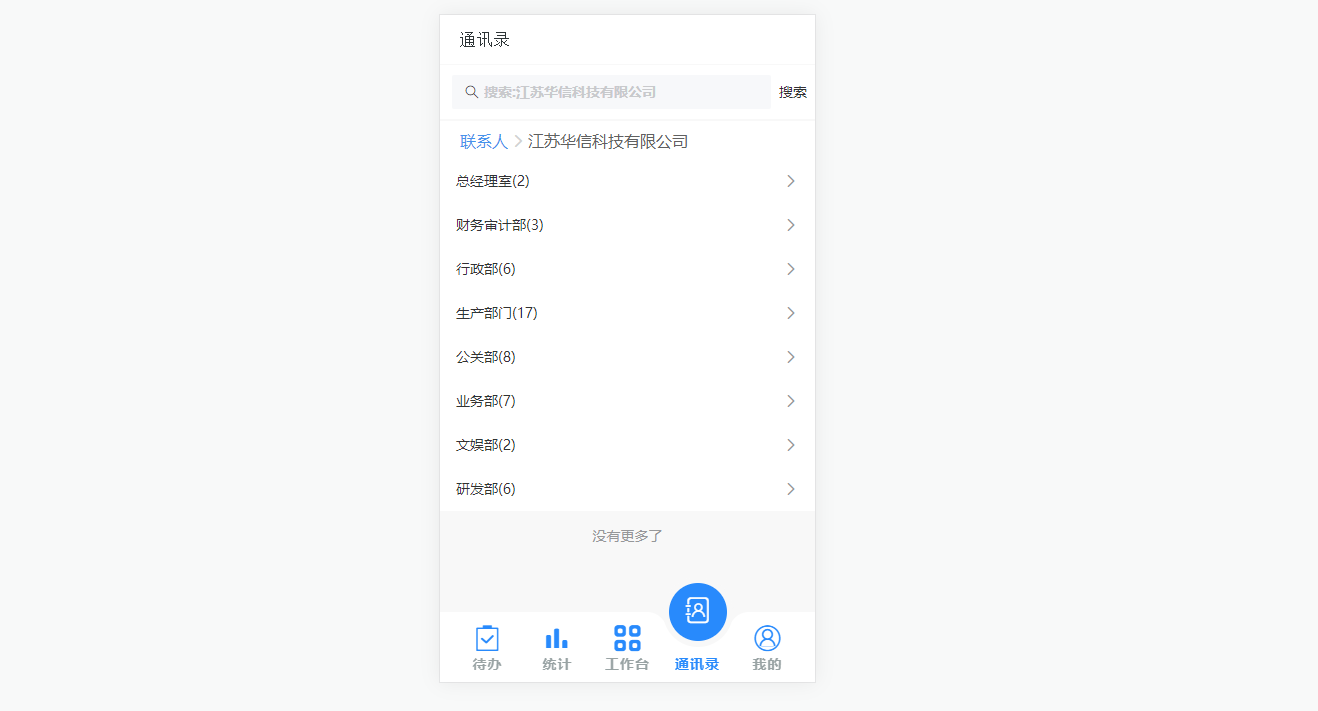 通讯录
搜索:江苏华信科技有限公司 搜索
联系人 江苏华信科技有限公司
总经理室(2)
财务审计部(3)
行政部(6)
生产部门(17)
公关部(8)
业务部(7)
文娱部(2)
研发部(6)
没有更多了
待办 统计 工作台 通讯录 我的